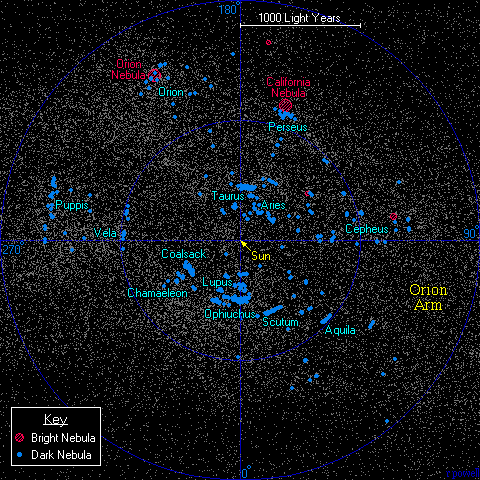 180°
1000 Light Years
Orion
Nebula
California
Nebula
Orion
Perseus
Taurus
Aries
Puppis
Vela
Cepheus
90°
Coalsack
Sun
Chamaeleon
Lupus
Ophiuchus
Scutum
Aquila
Orion
Arm
Key
Bright Nebula
Dark Nebula
0°